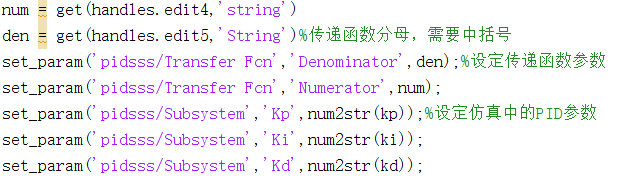 num = get(handles.edit4,'string')
den = get(handles.edit5,'String')%传递函数分母，需要中括号
set_param('pidsss/Transfer Fcn','Denominator',den);%设定传递函数参数
set_param('pidsss/Transfer Fcn','Numerator',num);
set_param('pidsss/Subsystem','Kp',num2str(kp));%设定仿真中的PID参数
set_param('pidsss/Subsystem','Ki',num2str(ki));
set_param('pidsss/Subsystem','Kd',num2str(kd));